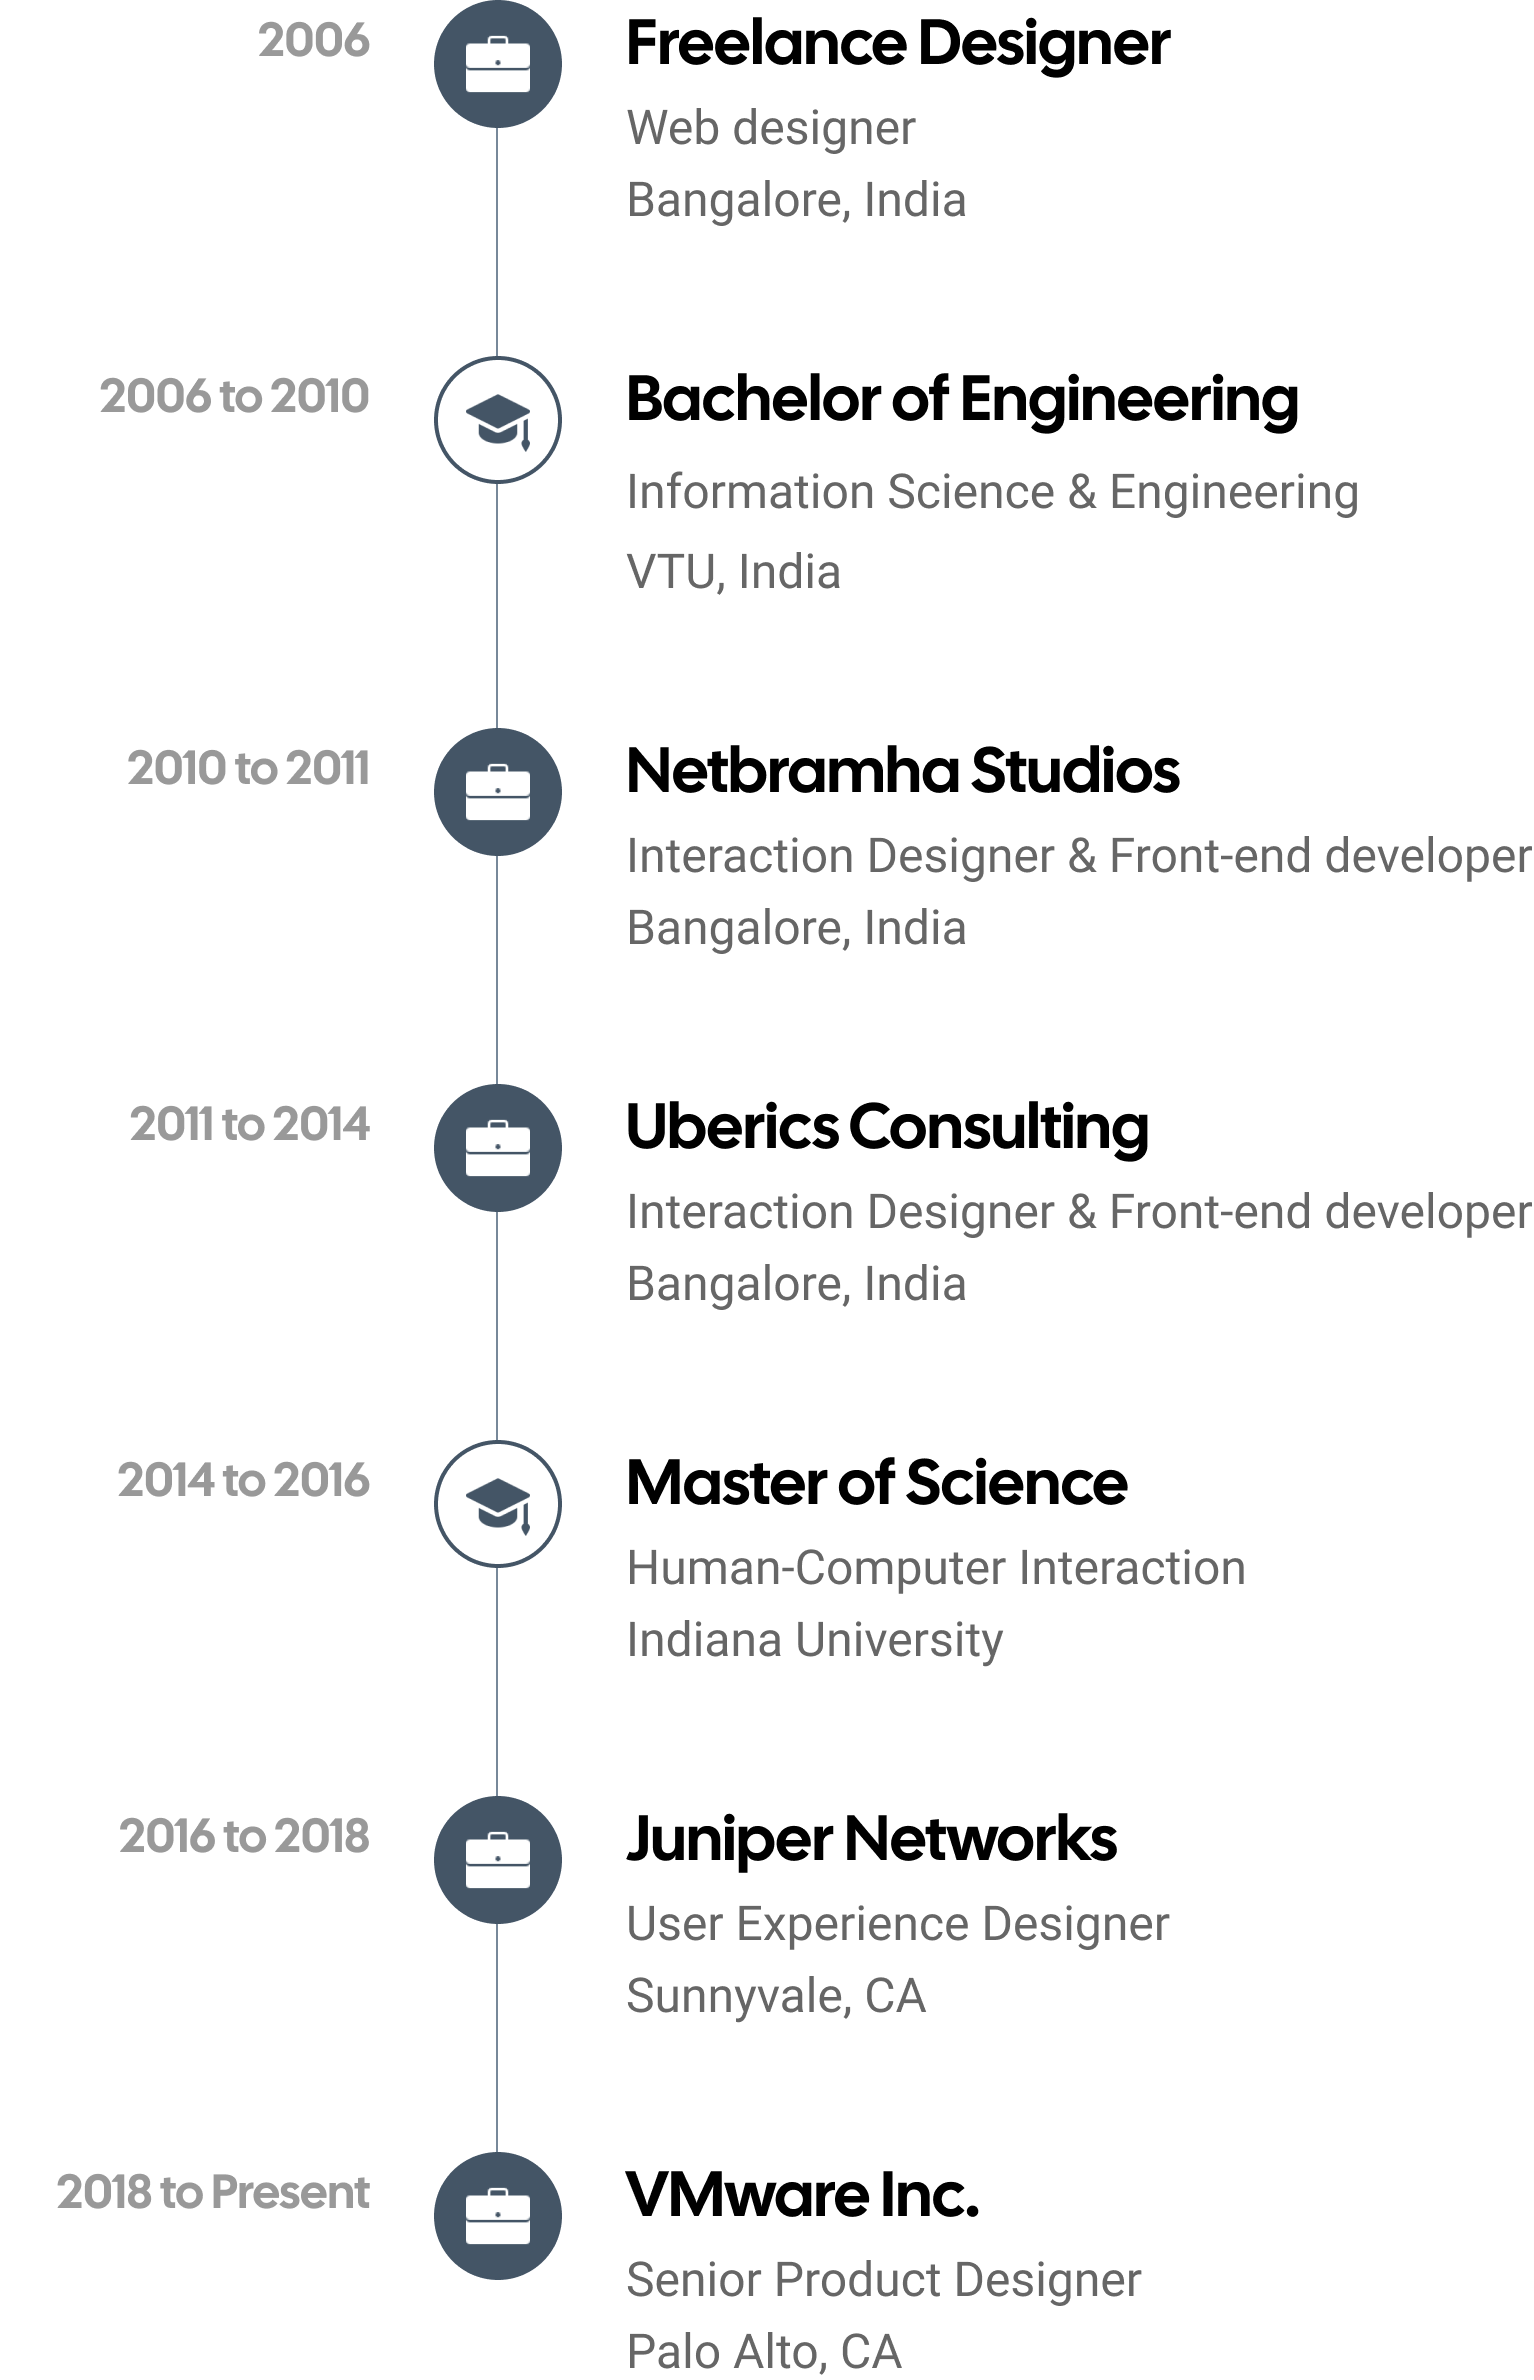 2006
Freelance Designer
Web designer
Bangalore, India
2006 to 2010
Bachelor of Engineering
Information Science & Engineering
VTU, India
2010 to 2011
Netbramha Studios
Interaction Designer & Front-end developer
Bangalore, India
2011 to 2014
Uberics Consulting
Interaction Designer & Front-end developer
Bangalore, India
2014 to 2016
Master of Science
Human-Computer Interaction
Indiana University
2016 to 2018
Juniper Networks
User Experience Designer
Sunnyvale, CA
2018 to Present
VMware Inc.
Senior Product Designer
Palo Alto, CA